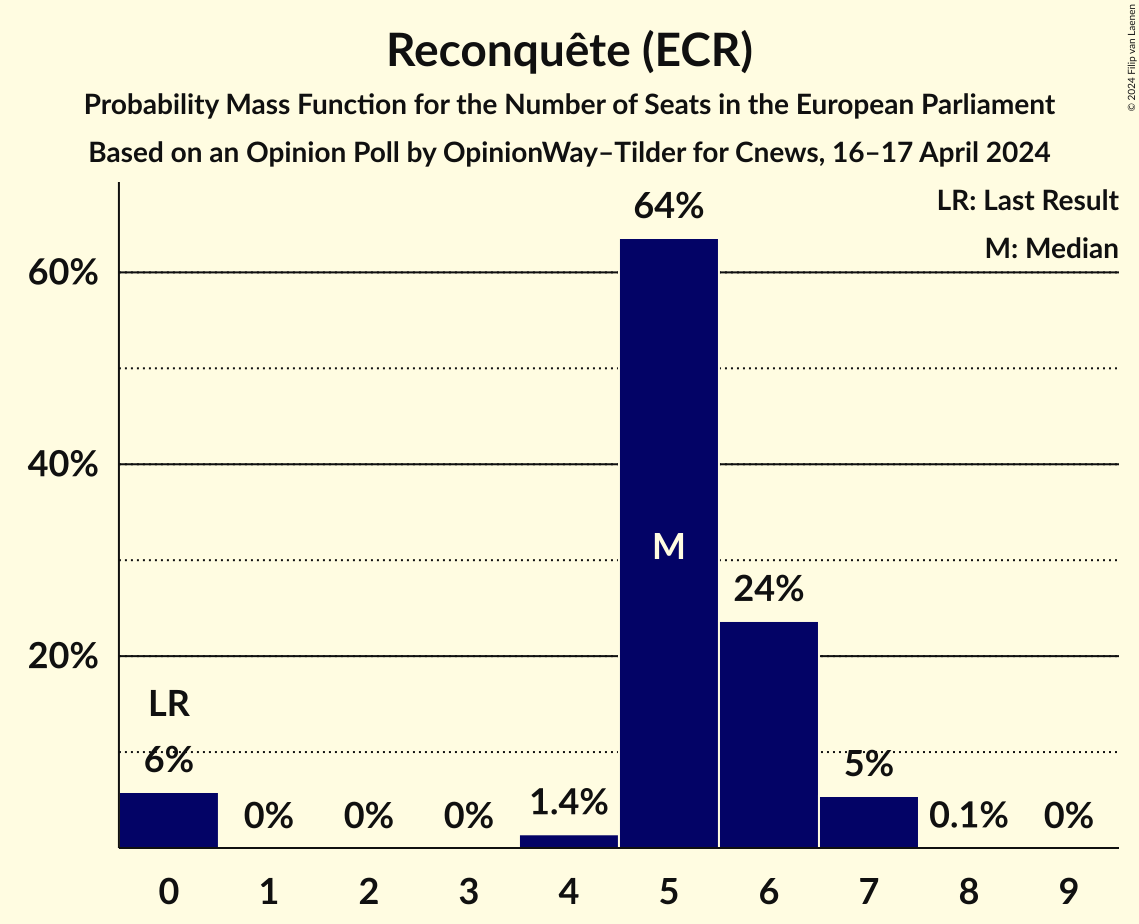 Reconquête (ECR)
Probability Mass Function for the Number of Seats in the European Parliament
Based on an Opinion Poll by OpinionWay–Tilder for Cnews, 16–17 April 2024
© 2024 Filip van Laenen
LR: Last Result
M: Median
64%
60%
40%
M
24%
20%
LR
6%
5%
0%
0%
0%
1.4%
0.1%
0%
0 1 2 3 4 5 6 7 8 9